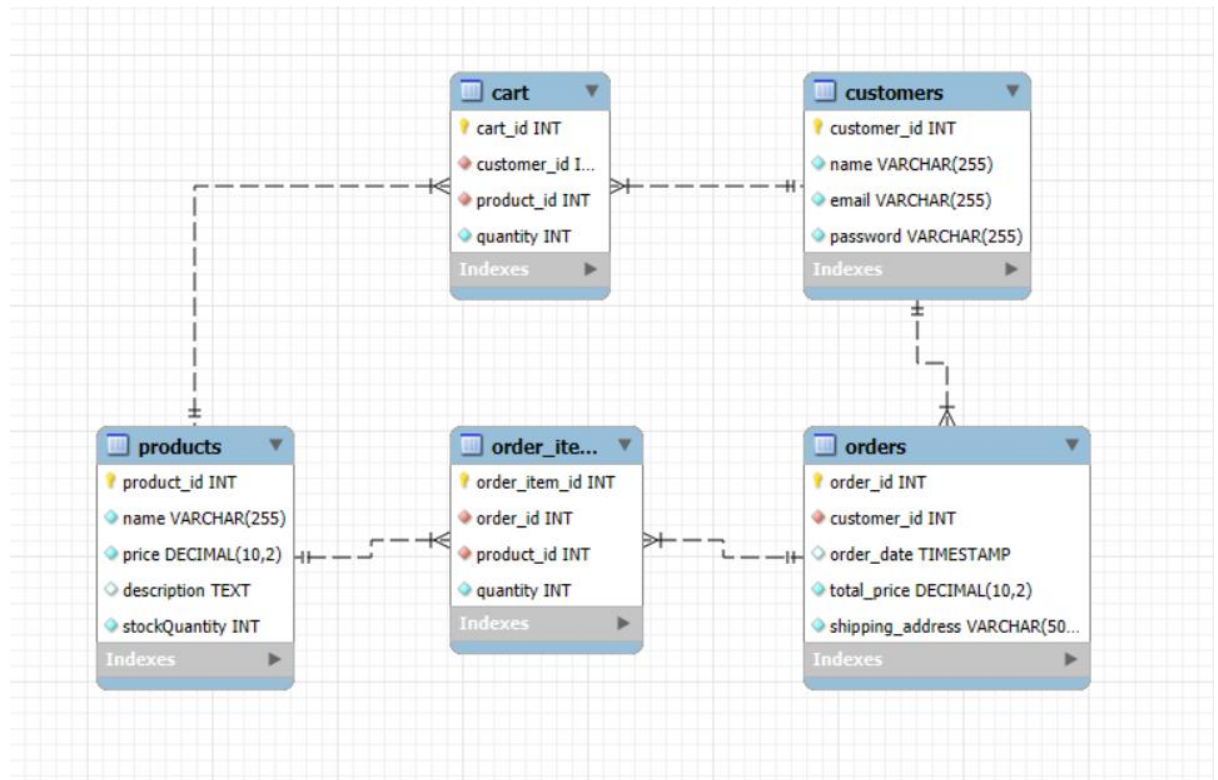 cart
cart_id INT
customer_id I...
product_id INT
quantity INT
Indexes
customers
customer_id INT
name VARCHAR(255)
email VARCHAR(255)
password VARCHAR(255)
Indexes
products
product_id INT
name VARCHAR(255)
price DECIMAL(10,2)
description TEXT
stockQuantity INT
Indexes
order_ite...
order_item_id INT
order_id INT
product_id INT
quantity INT
Indexes
orders
order_id INT
customer_id INT
order_date TIMESTAMP
total_price DECIMAL(10,2)
shipping_address VARCHAR(50...
Indexes